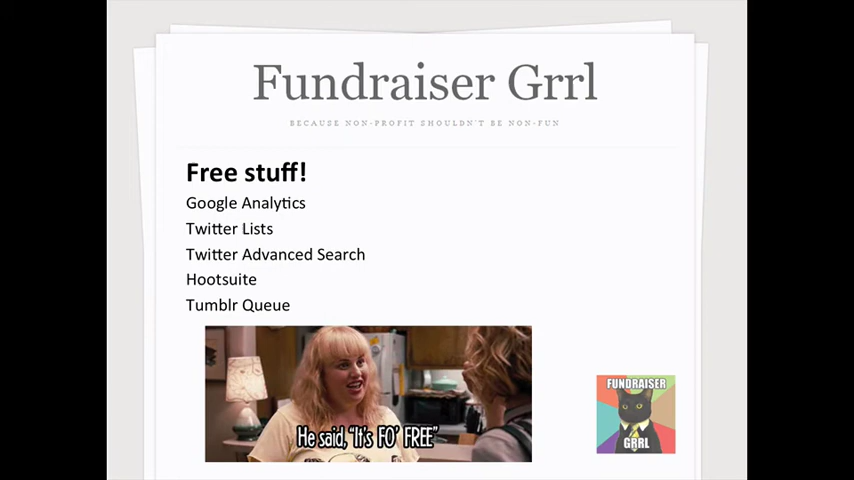 Fundraiser Grrl
BECAUSE NON-PROFIT SHOULDN'T BE NON-FUN
Free stuff!
Google Analytics
Twitter Lists
Twitter Advanced Search
Hootsuite
Tumblr Queue
He said, "It's FO' FREE"
FUNDRAISER
GRRL